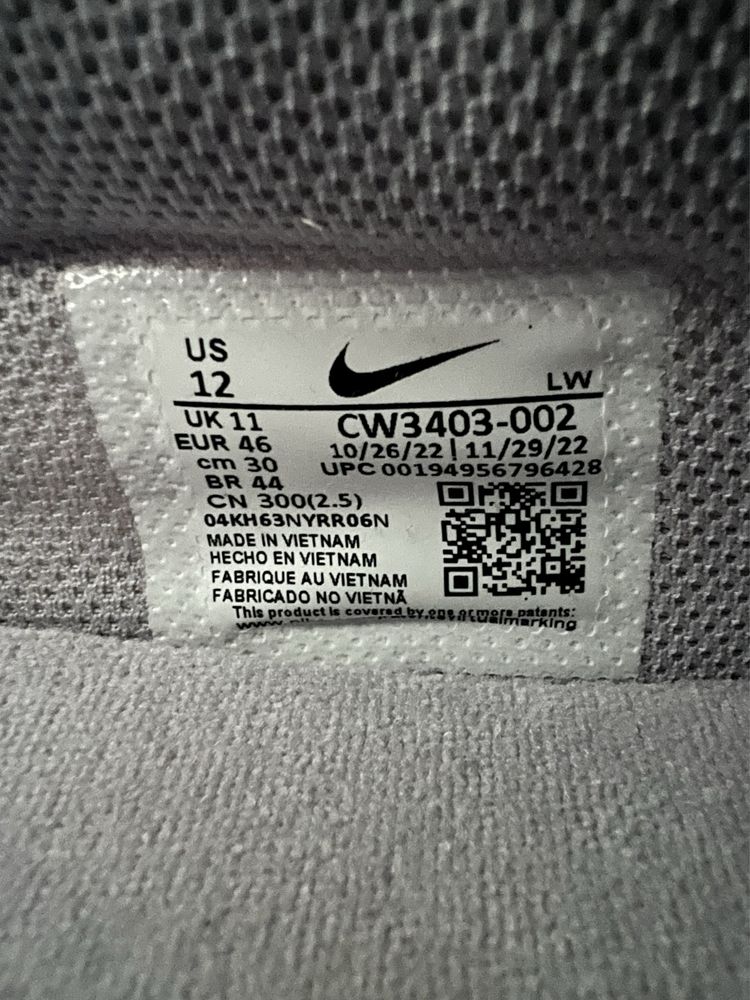 US
12
LW
UK 11
EUR 46
cm 30
BR 44
CN 300(2.5)
CW3403-002
10/26/22 | 11/29/22
UPC 00194956796428
04KH63NYRR06N
MADE IN VIETNAM
HECHO EN VIETNAM
FABRIQUE AU VIETNAM
FABRICADO NO VIETNÃ
This product is covered by one or more patents: